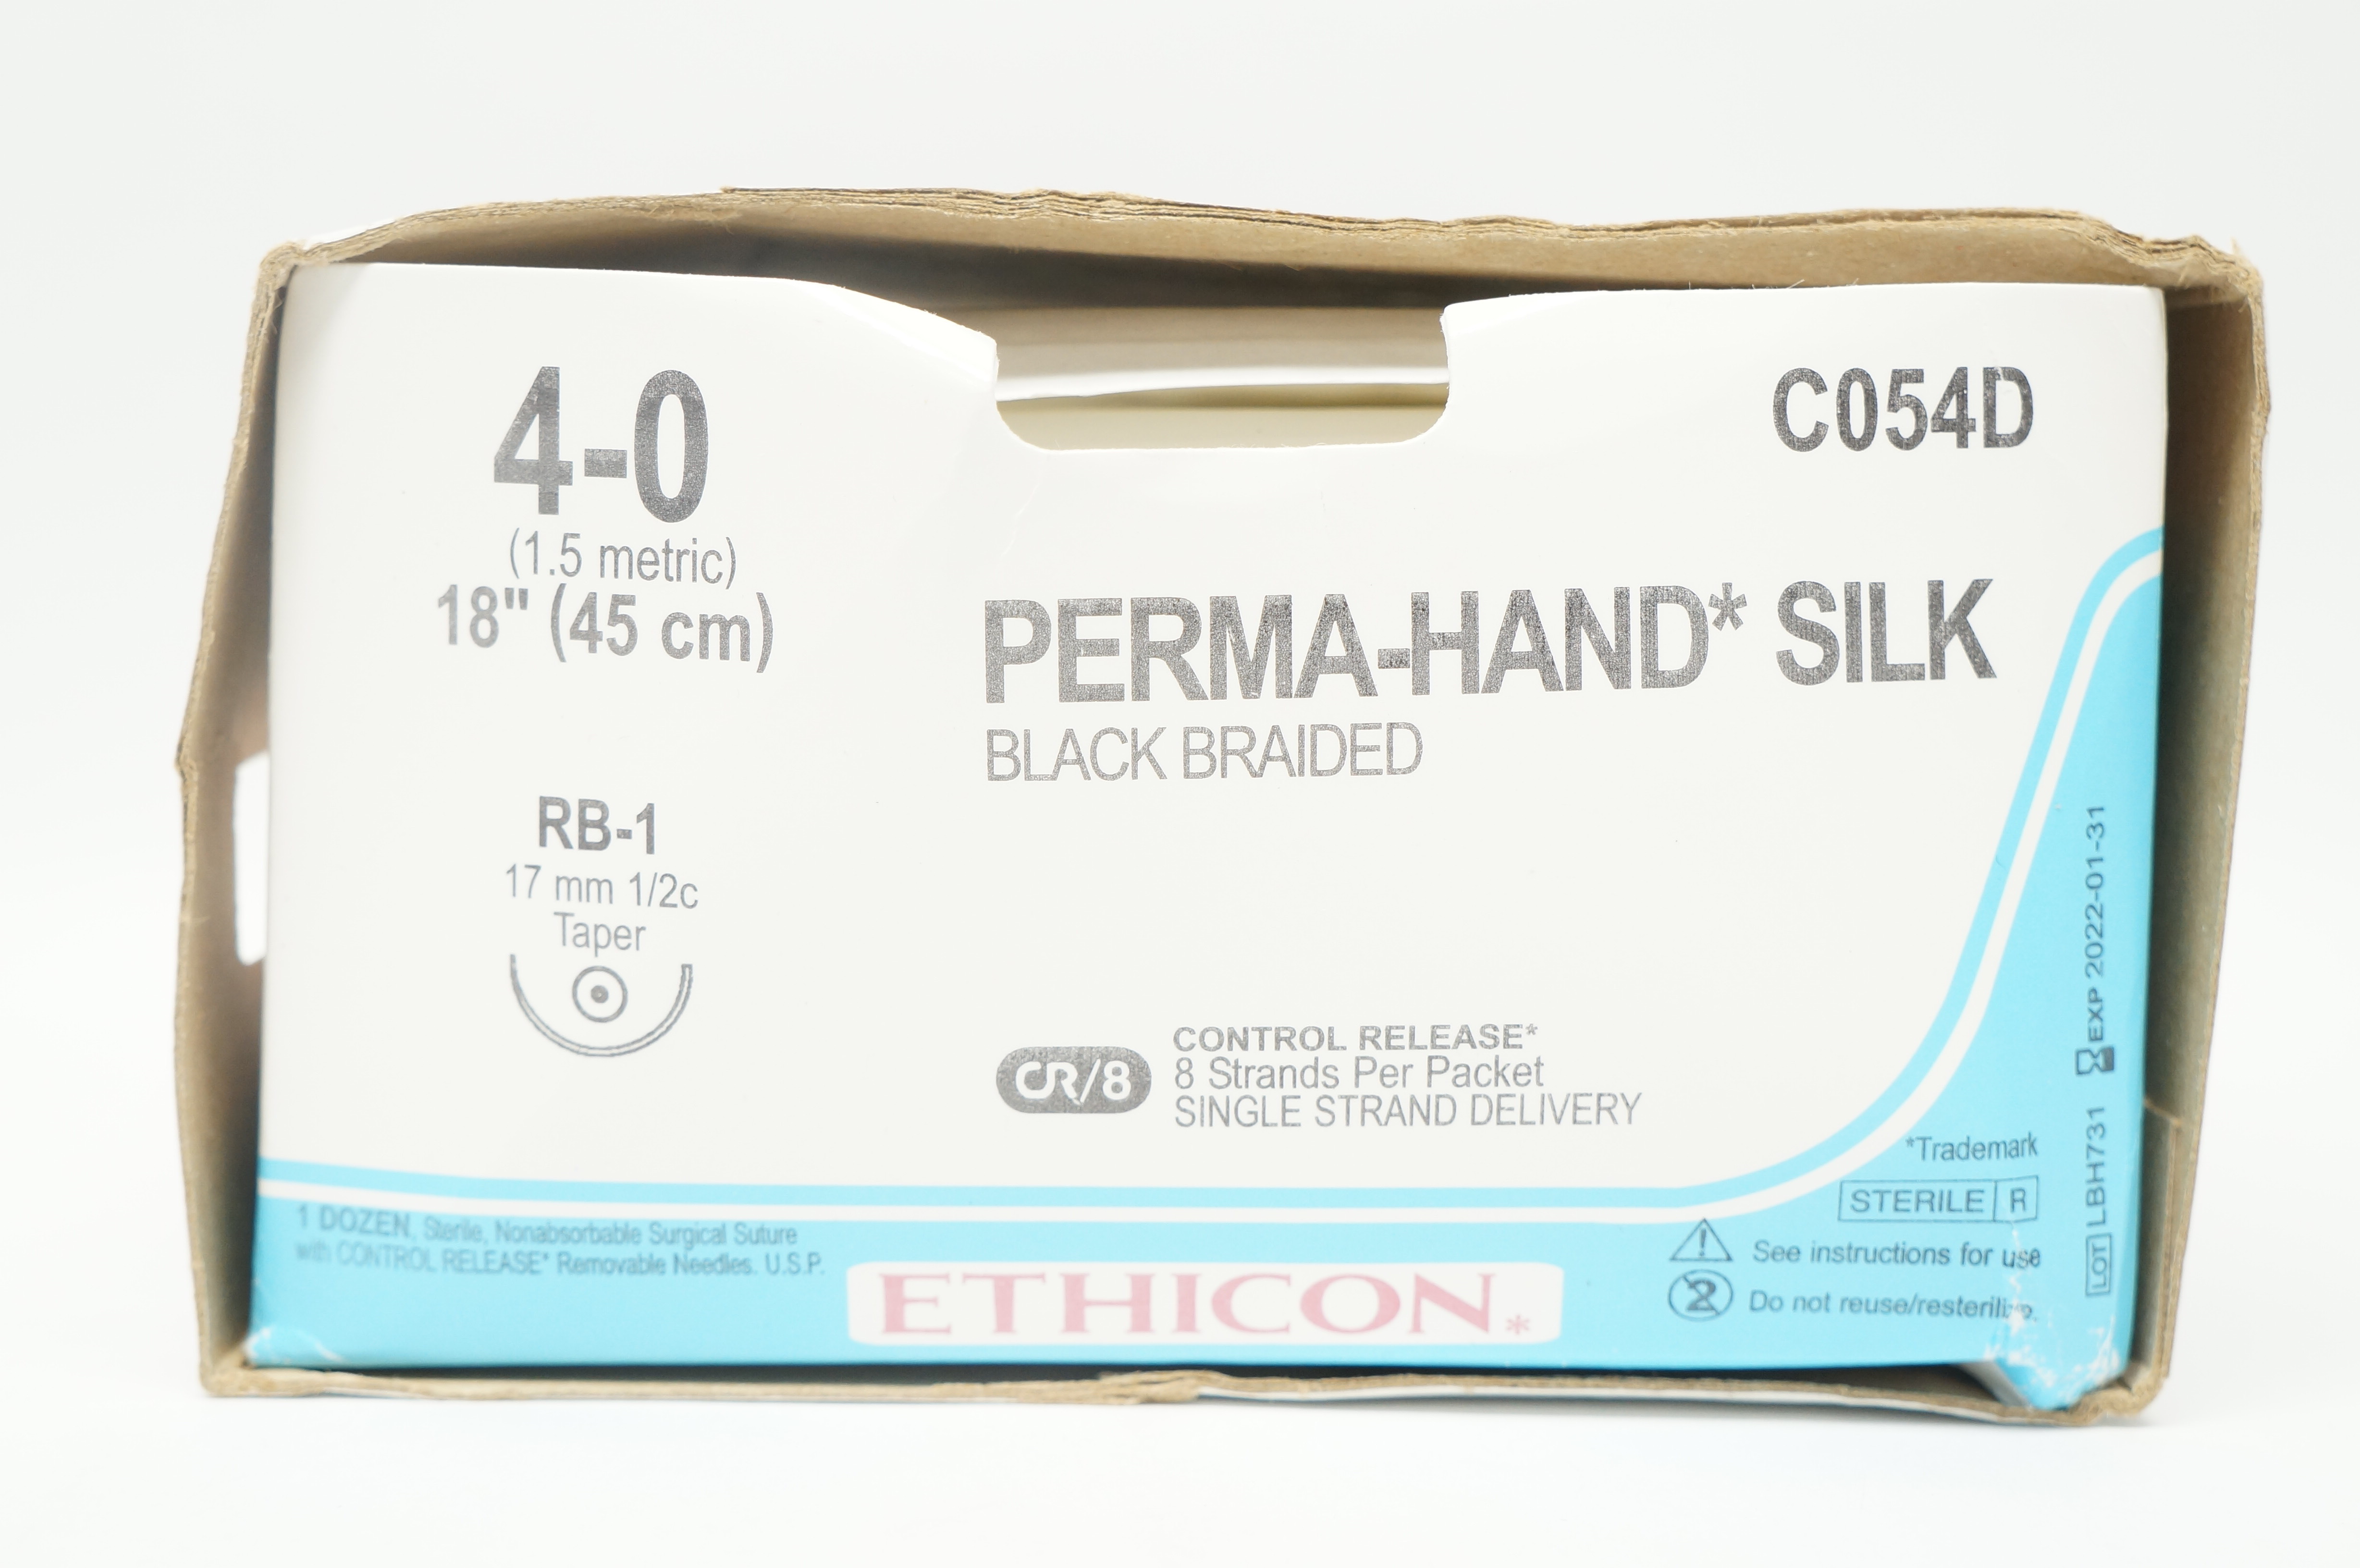 4-0
(1.5 metric)
18" (45 cm)
RB-1
17 mm 1/2c
Taper
C054D
PERMA-HAND* SILK
BLACK BRAIDED
CR/8
CONTROL RELEASE*
8 Strands Per Packet
SINGLE STRAND DELIVERY
1 DOZEN, Sterile, Nonabsorbable Surgical Suture
with CONTROL RELEASE* Removable Needles. U.S.P.
ETHICON*
*Trademark
STERILE R
See instructions for use
2 Do not reuse/resterilize.
LOT LBH731 EXP 2022-01-31